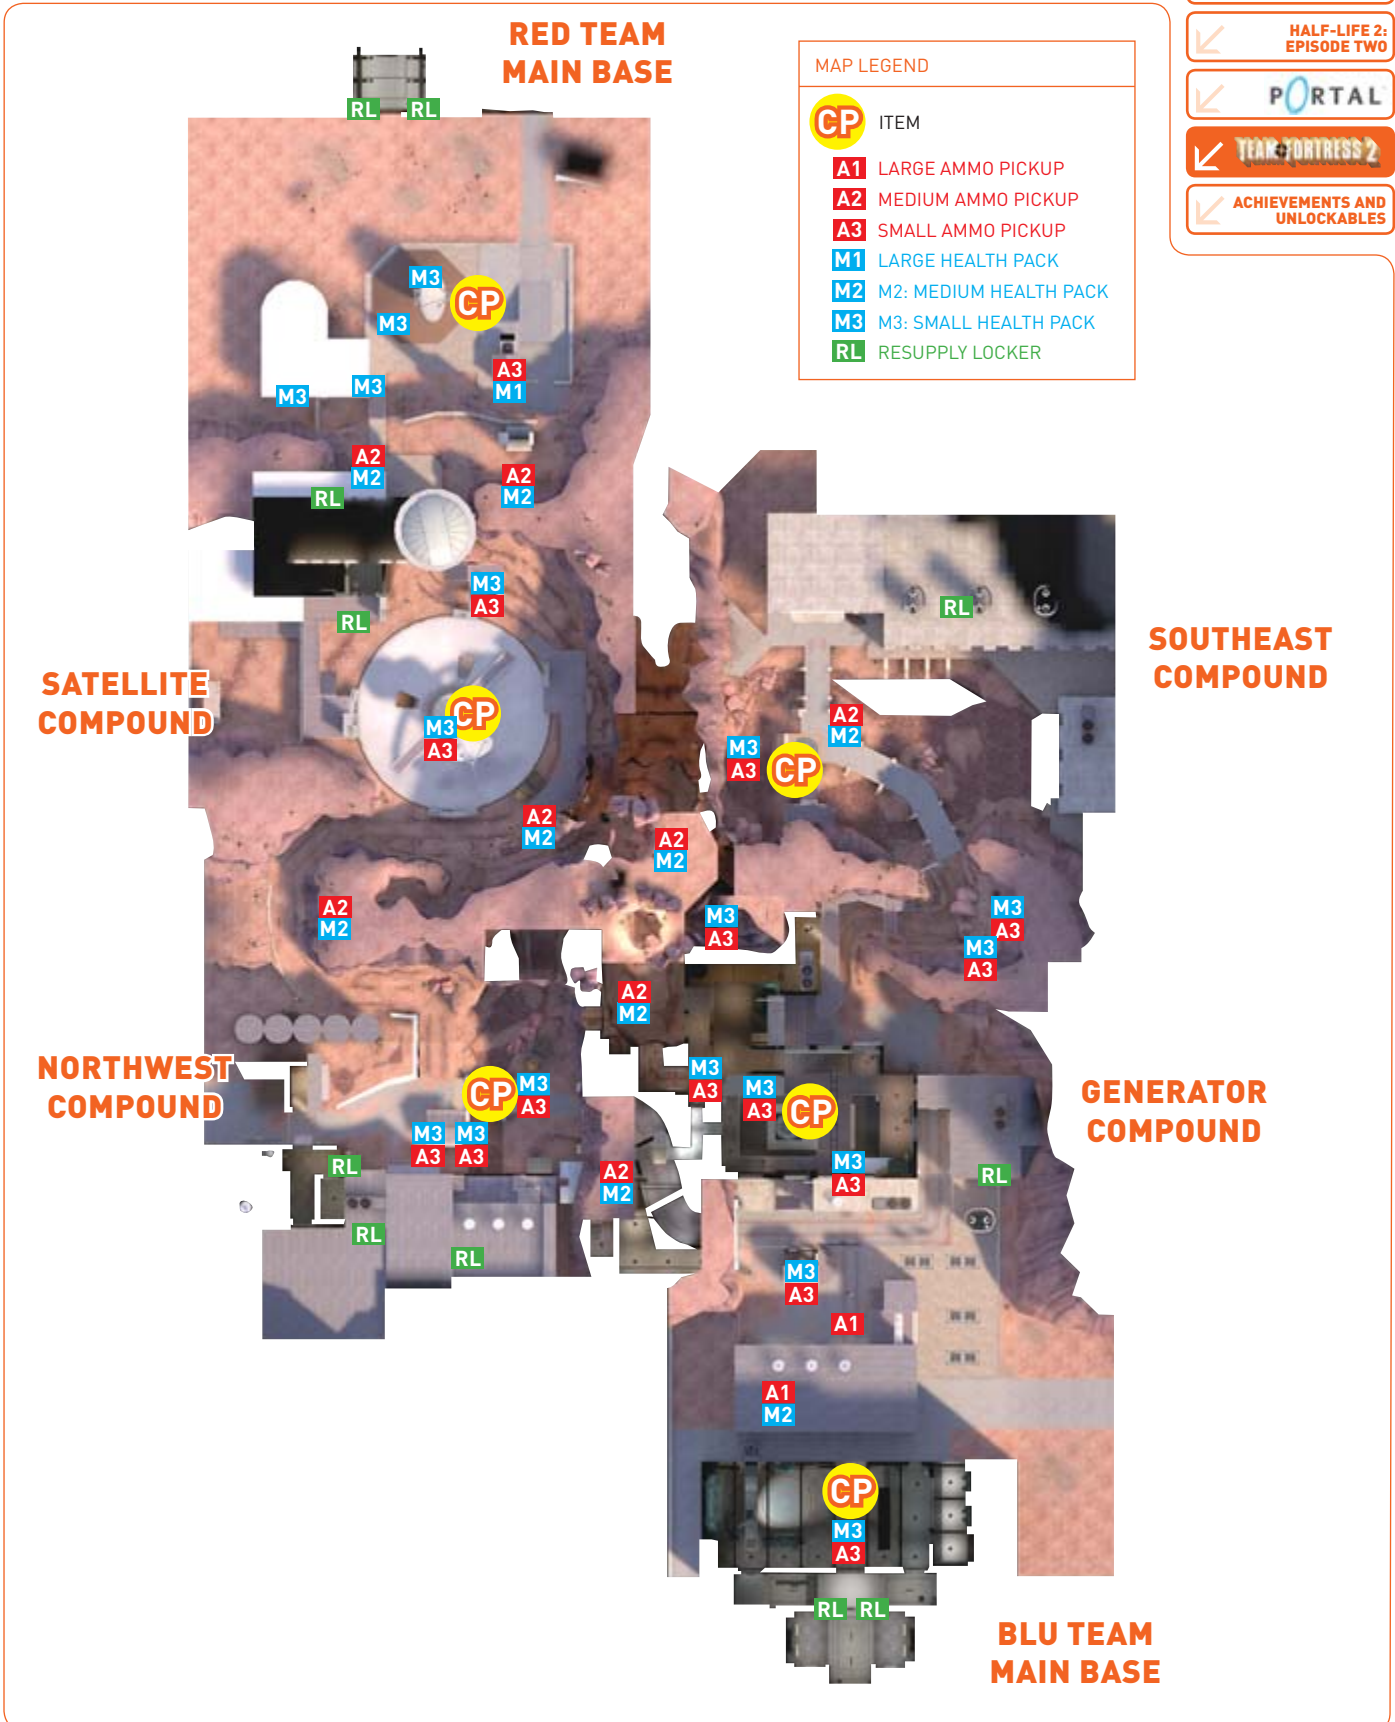 RED TEAM
MAIN BASE
HALF-LIFE 2:
EPISODE TWO
PORTAL
TEAM FORTRESS 2
ACHIEVEMENTS AND
UNLOCKABLES
MAP LEGEND
CP ITEM
A1 LARGE AMMO PICKUP
A2 MEDIUM AMMO PICKUP
A3 SMALL AMMO PICKUP
M1 LARGE HEALTH PACK
M2 M2: MEDIUM HEALTH PACK
M3 M3: SMALL HEALTH PACK
RL RESUPPLY LOCKER
RL RL
M3
CP
M3
A3
M1
M3
M3
A2
M2
A2
M2
RL
M3
A3
RL
RL
SOUTHEAST
COMPOUND
SATELLITE
COMPOUND
CP
M3
A3
A2
M2
M3
A3
CP
A2
M2
A2
M2
A2
M2
M3
A3
M3
A3
M3
A3
A2
M2
NORTHWEST
COMPOUND
CP
M3
A3
M3
A3
M3
A3
M3
A3
M3
A3
CP
GENERATOR
COMPOUND
RL
A2
M2
M3
A3
RL
RL
RL
M3
A3
A1
A1
M2
CP
M3
A3
RL RL
BLU TEAM
MAIN BASE